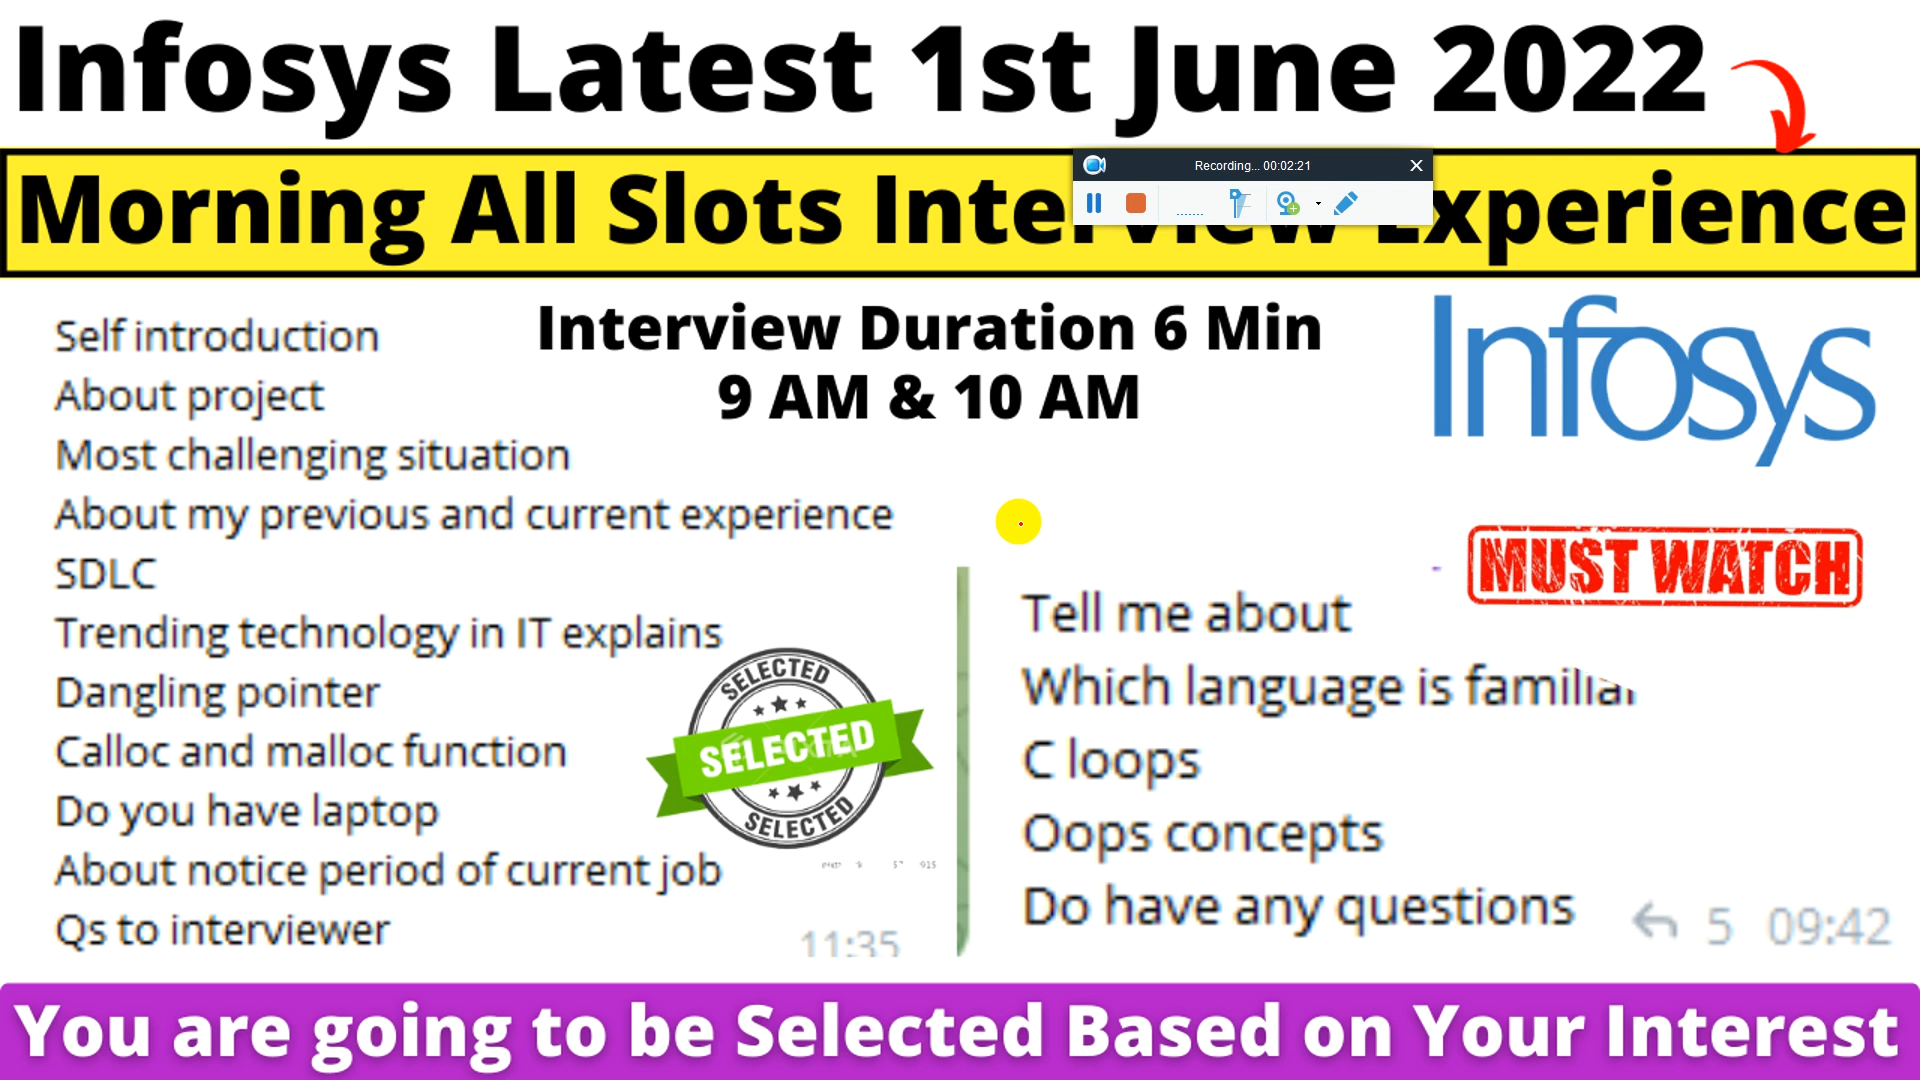 Infosys Latest 1st June 2022
Morning All Slots Interview Experience
Recording... 00:02:21
Interview Duration 6 Min
9 AM & 10 AM
Infosys
Self introduction
About project
Most challenging situation
About my previous and current experience
SDLC
Trending technology in IT explains
Dangling pointer
Calloc and malloc function
Do you have laptop
About notice period of current job
Qs to interviewer
11:35
SELECTED
SELECTED
SELECTED
MUST WATCH
Tell me about
Which language is familiar
C loops
Oops concepts
Do have any questions
5 09:42
You are going to be Selected Based on Your Interest